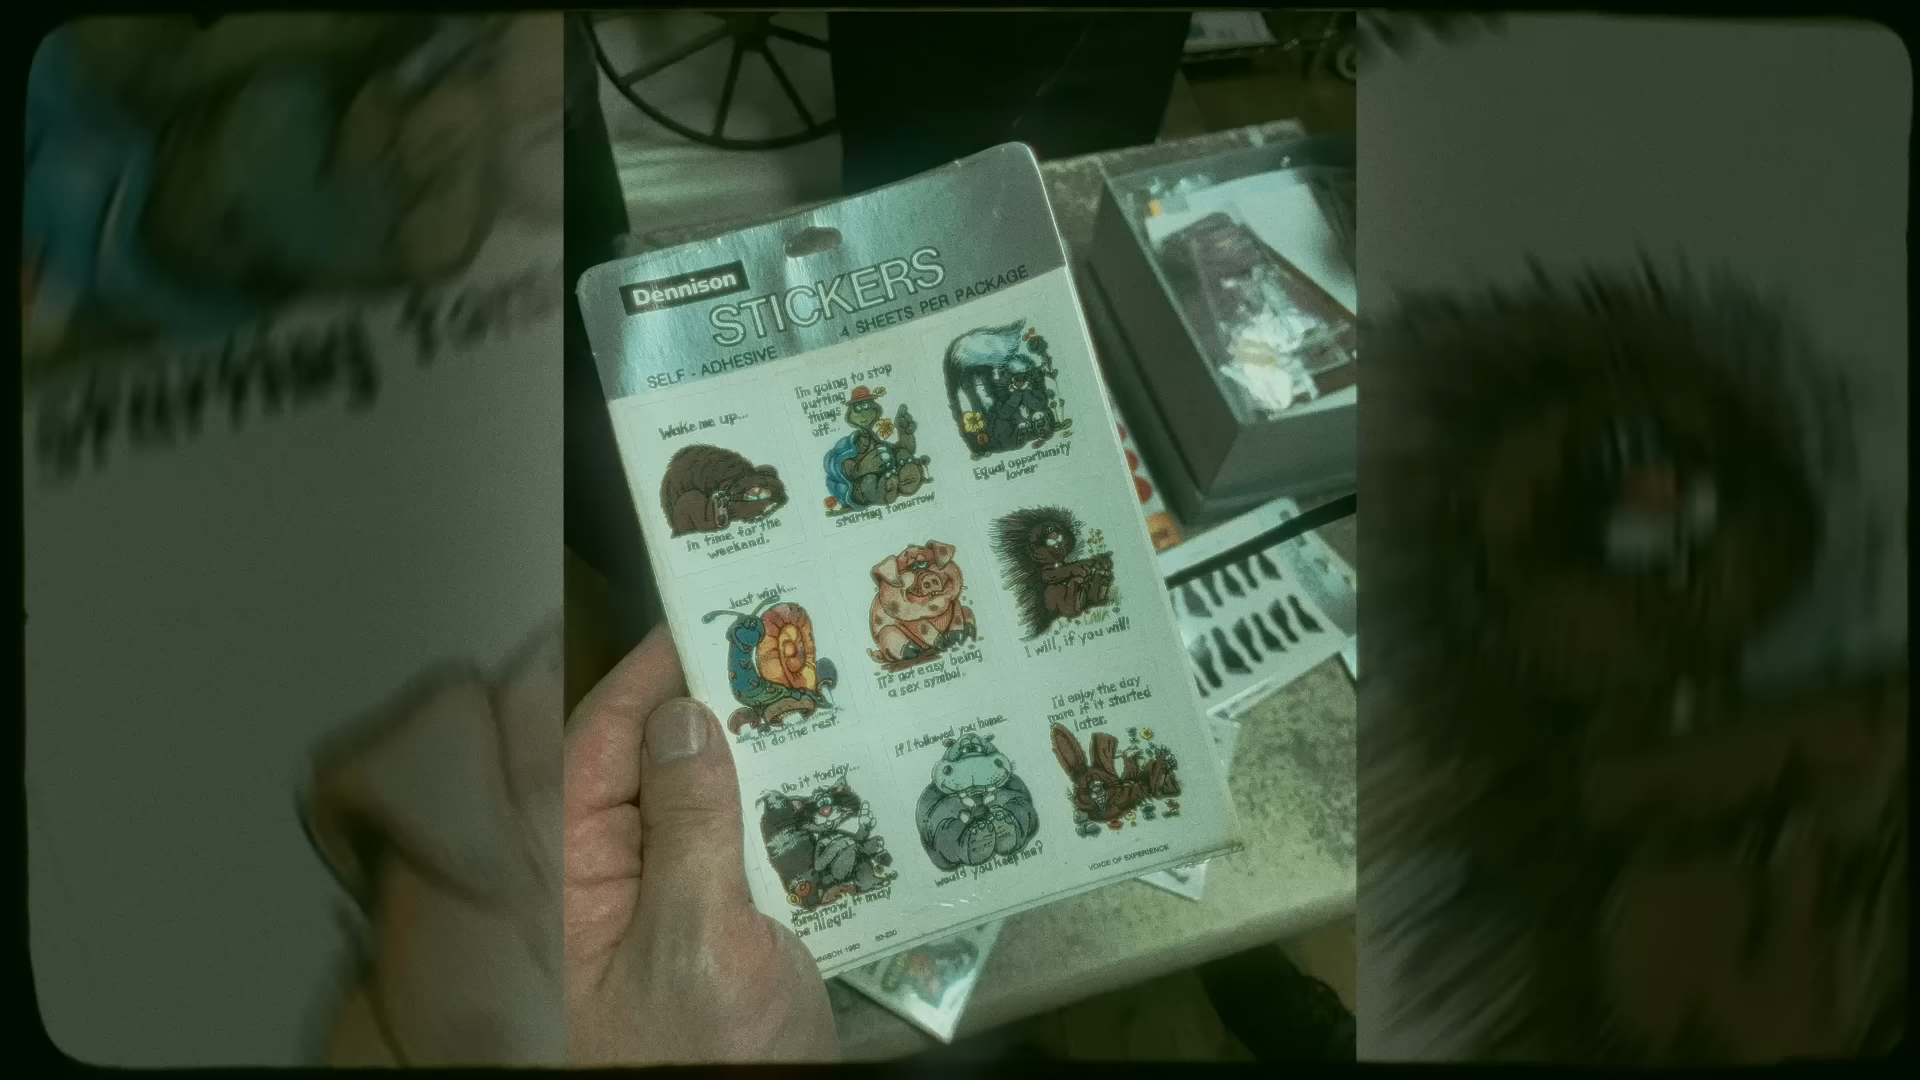 Dennison
STICKERS
SELF - ADHESIVE
4 SHEETS PER PACKAGE
Wake me up...
in time for the
weekend.
I'm going to stop
putting
things
off...
starting tomorrow
Equal opportunity
lover
Just wink...
I'll do the rest.
It's not easy being
a sex symbol.
I will, if you will!
Do it today...
Tomorrow it may
be illegal.
If I followed you home
would you keep me?
I'd enjoy the day
more if it started
later.
VOICE OF EXPERIENCE
starting